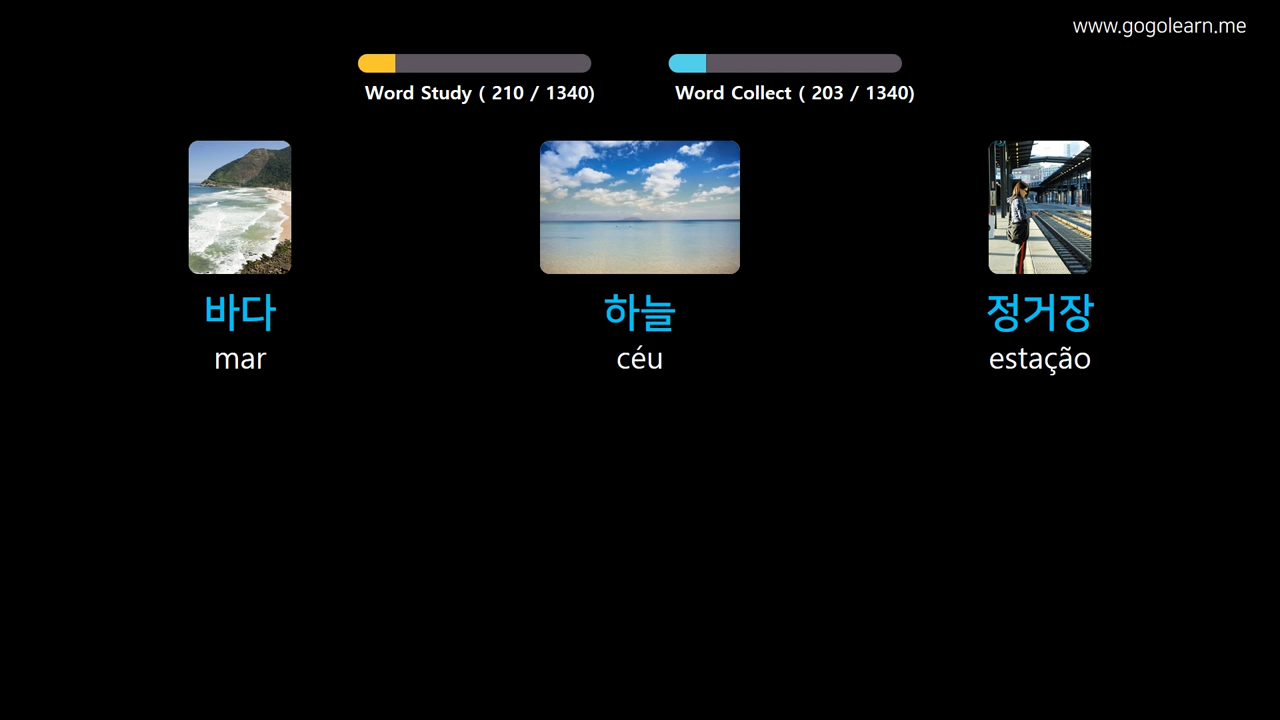 www.gogolearn.me
Word Study ( 210 / 1340)
Word Collect ( 203 / 1340)
바다
mar
하늘
céu
정거장
estação